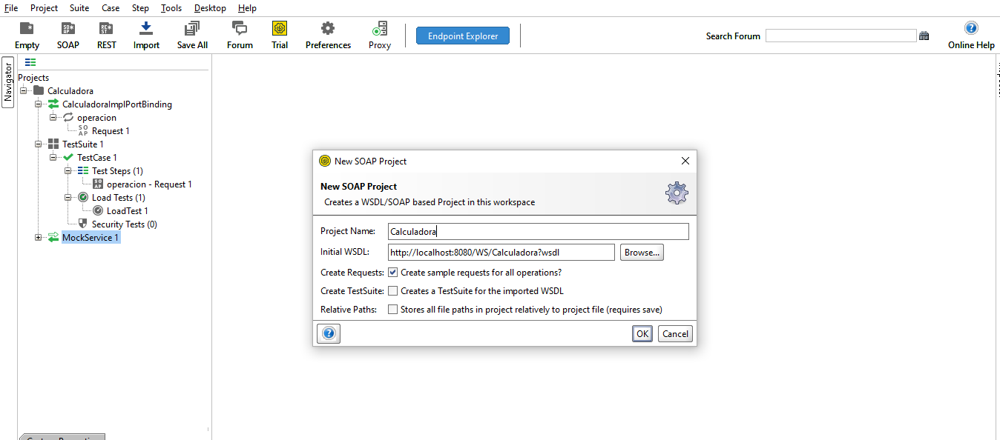 File Project Suite Case Step Tools Desktop Help
Empty SOAP REST Import Save All Forum Trial Preferences Proxy Endpoint Explorer Search Forum Online Help
Navigator
Projects
Calculadora
CalculadoraImplPortBinding
operacion
SOAP Request 1
TestSuite 1
TestCase 1
Test Steps (1)
SOAP operacion - Request 1
Load Tests (1)
LoadTest 1
Security Tests (0)
MockService 1
New SOAP Project
New SOAP Project
Creates a WSDL/SOAP based Project in this workspace
Project Name: Calculadora
Initial WSDL: http://localhost:8080/WS/Calculadora?wsdl Browse...
Create Requests: Create sample requests for all operations?
Create TestSuite: Creates a TestSuite for the imported WSDL
Relative Paths: Stores all file paths in project relatively to project file (requires save)
OK Cancel